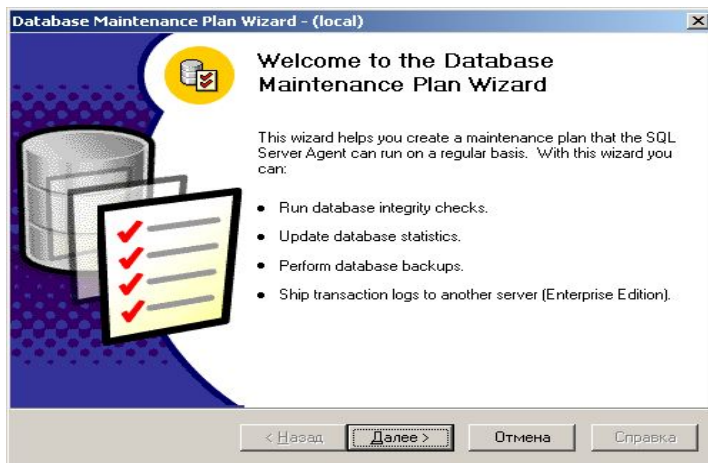 Database Maintenance Plan Wizard - (local)
Welcome to the Database
Maintenance Plan Wizard
This wizard helps you create a maintenance plan that the SQL
Server Agent can run on a regular basis. With this wizard you
can:
• Run database integrity checks.
• Update database statistics.
• Perform database backups.
• Ship transaction logs to another server (Enterprise Edition).
< Назад Далее > Отмена Справка